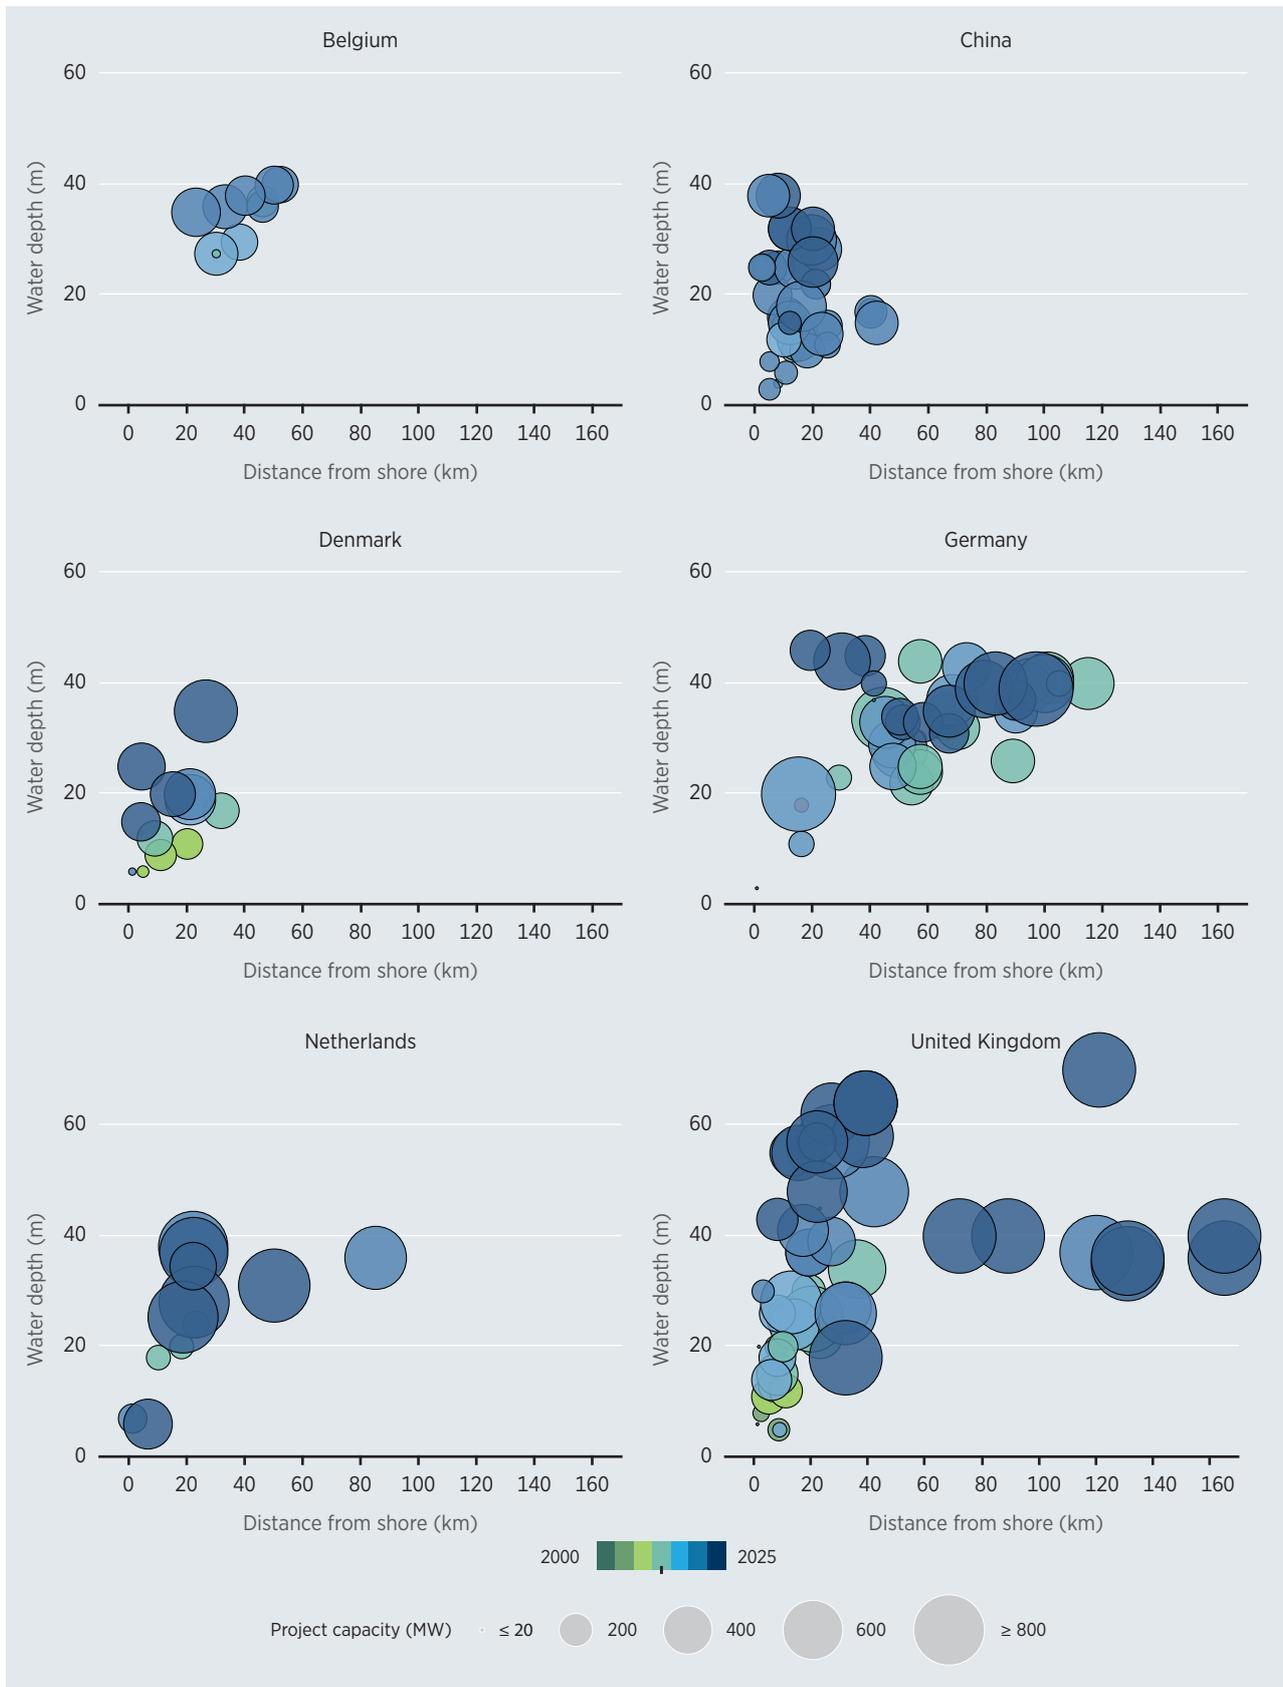 Belgium
China
60
40
20
0
Water depth (m)
0 20 40 60 80 100 120 140 160
Distance from shore (km)
60
40
20
0
Water depth (m)
0 20 40 60 80 100 120 140 160
Distance from shore (km)
Denmark
Germany
60
40
20
0
Water depth (m)
0 20 40 60 80 100 120 140 160
Distance from shore (km)
60
40
20
0
Water depth (m)
0 20 40 60 80 100 120 140 160
Distance from shore (km)
Netherlands
United Kingdom
60
40
20
0
Water depth (m)
0 20 40 60 80 100 120 140 160
Distance from shore (km)
60
40
20
0
Water depth (m)
0 20 40 60 80 100 120 140 160
Distance from shore (km)
2000 2025
Project capacity (MW) ≤ 20 200 400 600 ≥ 800